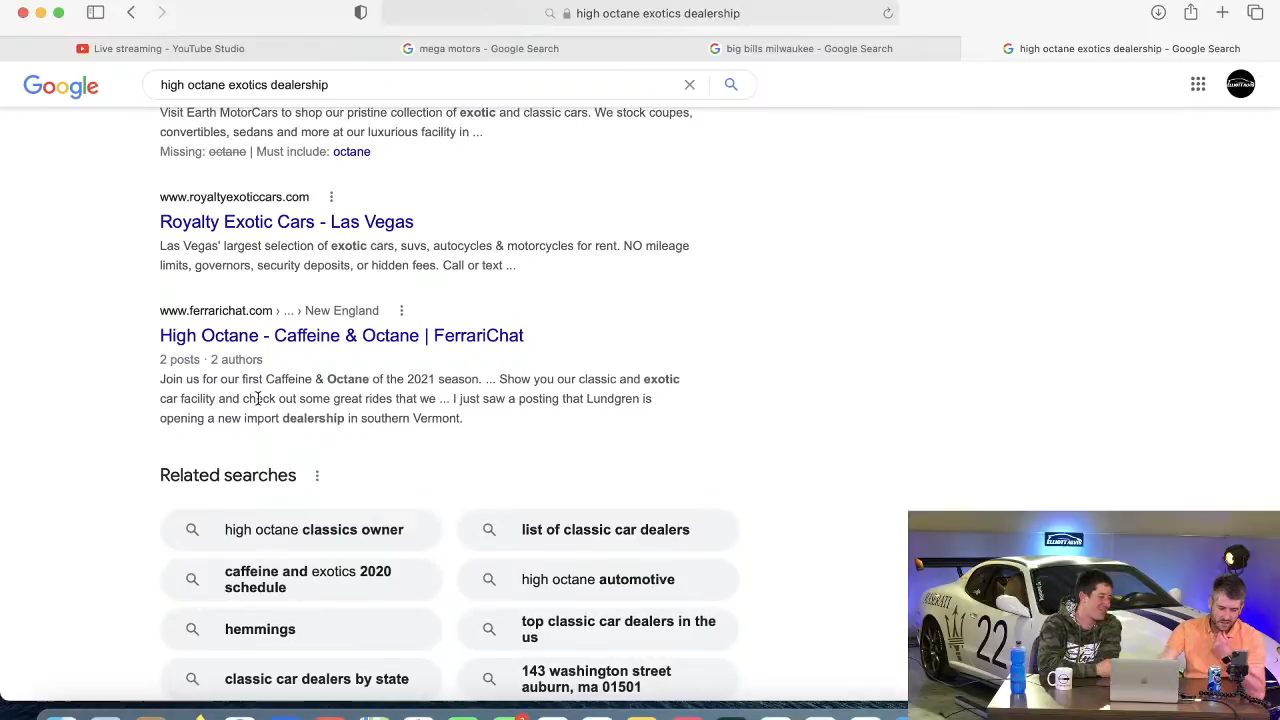 high octane exotics dealership
Live streaming - YouTube Studio
mega motors - Google Search
big bills milwaukee - Google Search
high octane exotics dealership - Google Search
Google
high octane exotics dealership
Visit Earth MotorCars to shop our pristine collection of exotic and classic cars. We stock coupes,
convertibles, sedans and more at our luxurious facility in ...
Missing: octane | Must include: octane
www.royaltyexoticcars.com
Royalty Exotic Cars - Las Vegas
Las Vegas' largest selection of exotic cars, suvs, autocycles & motorcycles for rent. NO mileage
limits, governors, security deposits, or hidden fees. Call or text ...
www.ferrarichat.com › ... › New England
High Octane - Caffeine & Octane | FerrariChat
2 posts · 2 authors
Join us for our first Caffeine & Octane of the 2021 season. ... Show you our classic and exotic
car facility and check out some great rides that we ... I just saw a posting that Lundgren is
opening a new import dealership in southern Vermont.
Related searches
high octane classics owner
list of classic car dealers
caffeine and exotics 2020
schedule
high octane automotive
hemmings
top classic car dealers in the
us
classic car dealers by state
143 washington street
auburn, ma 01501
ELLIOTT ALVIS
MASERATI
22